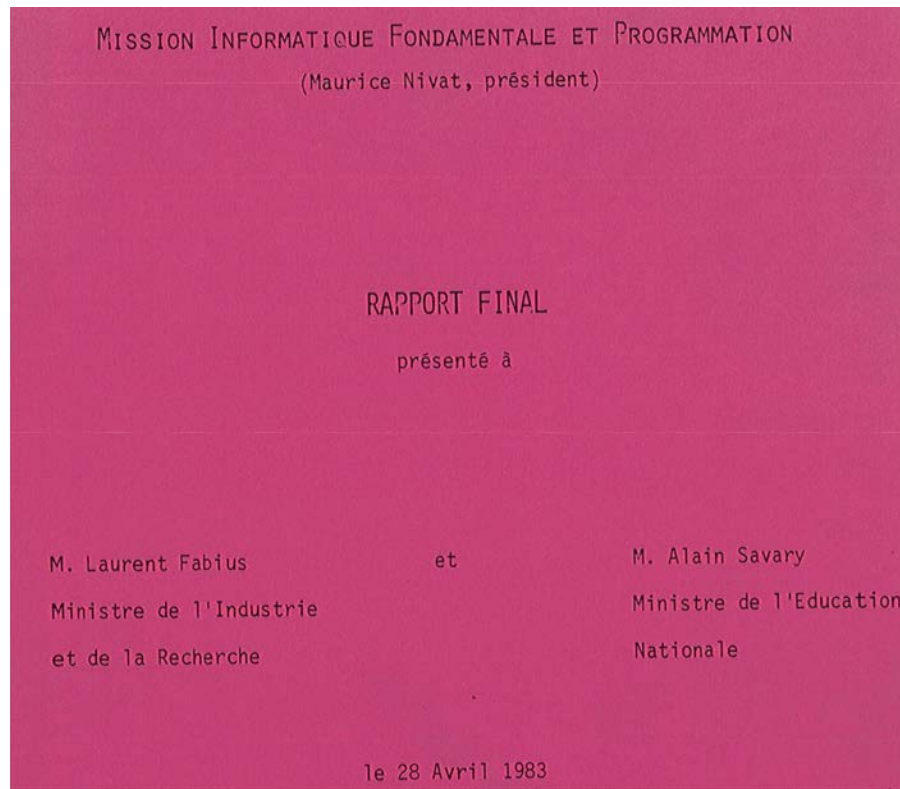 MISSION INFORMATIQUE FONDAMENTALE ET PROGRAMMATION
(Maurice Nivat, président)
RAPPORT FINAL
présenté à
M. Laurent Fabius et M. Alain Savary
Ministre de l'Industrie Ministre de l'Education
et de la Recherche Nationale
le 28 Avril 1983